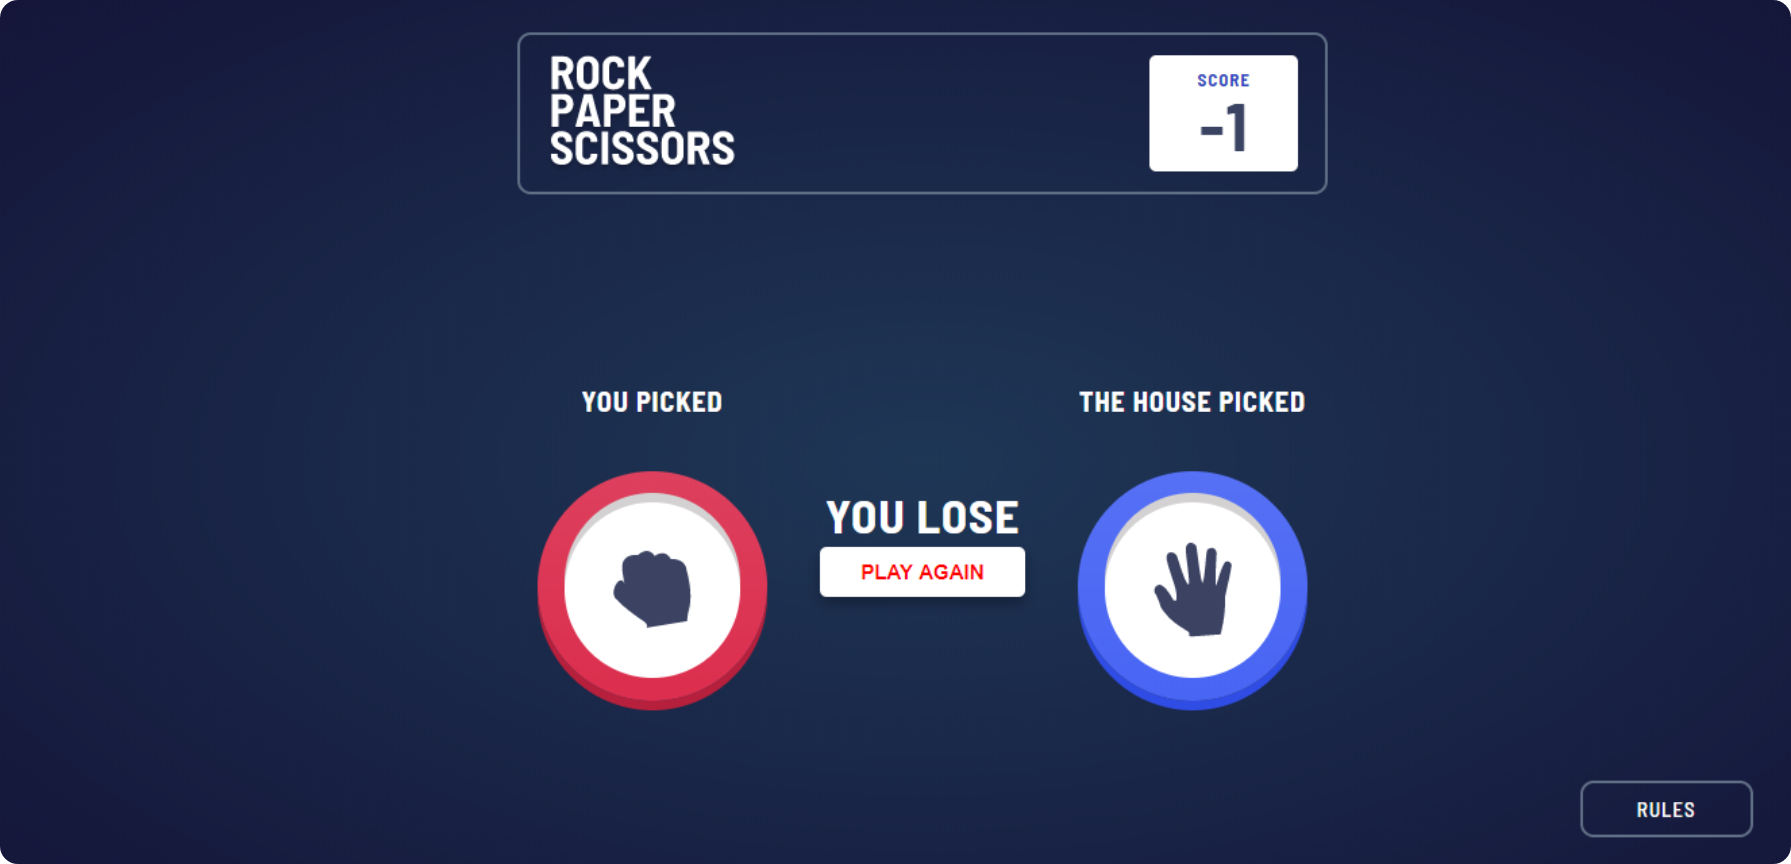 ROCK
PAPER
SCISSORS
SCORE
-1
YOU PICKED
THE HOUSE PICKED
YOU LOSE
PLAY AGAIN
RULES